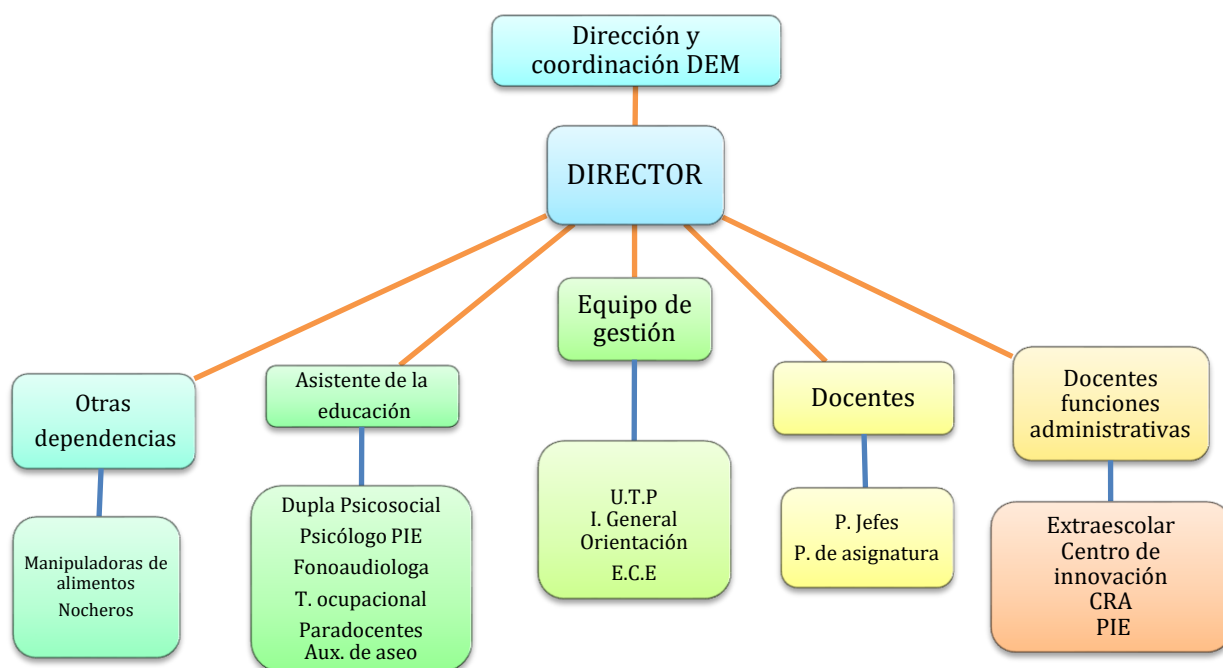 Dirección y
coordinación DEM
DIRECTOR
Equipo de
gestión
Otras
dependencias
Asistente de la
educación
Docentes
Docentes
funciones
administrativas
Manipuladoras de
alimentos
Nocheros
Dupla Psicosocial
Psicólogo PIE
Fonoaudiologa
T. ocupacional
Paradocentes
Aux. de aseo
U.T.P
I. General
Orientación
E.C.E
P. Jefes
P. de asignatura
Extraescolar
Centro de
innovación
CRA
PIE